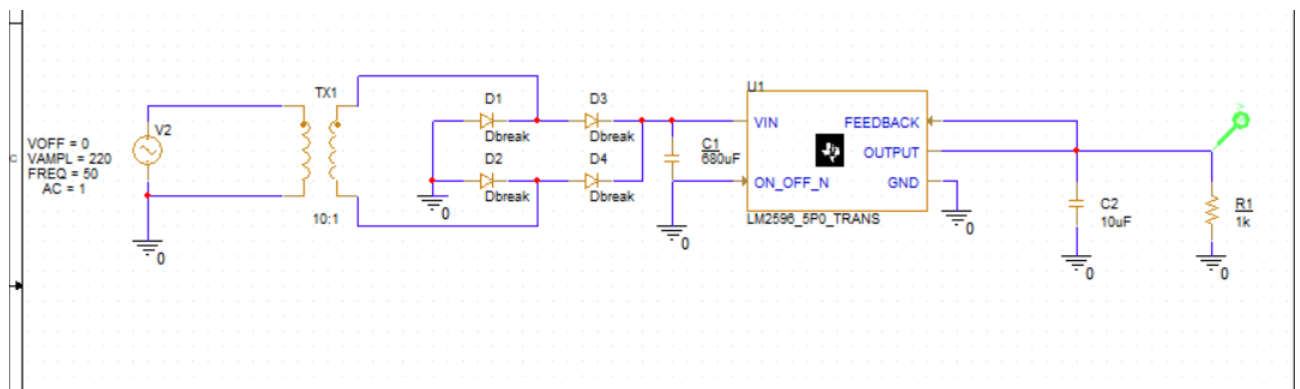 C
VOFF = 0
VAMPL = 220
FREQ = 50
AC = 1
V2
0
TX1
10:1
D1
Dbreak
D2
Dbreak
0
D3
Dbreak
D4
Dbreak
C1
680uF
0
U1
VIN
ON_OFF_N
FEEDBACK
OUTPUT
GND
LM2596_5P0_TRANS
0
C2
10uF
0
R1
1k
0